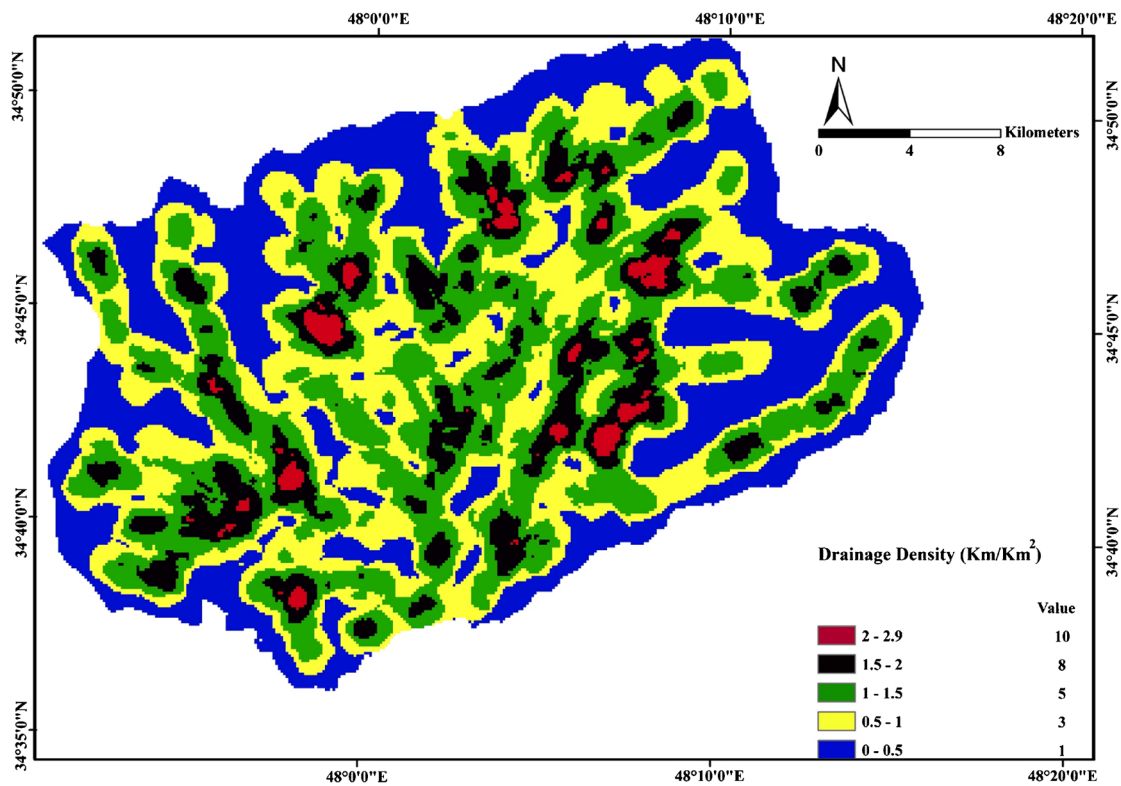 48°0'0"E 48°10'0"E 48°20'0"E
34°50'0"N
34°45'0"N
34°40'0"N
34°35'0"N
N
Kilometers
0 4 8
34°50'0"N
34°45'0"N
34°40'0"N
Drainage Density (Km/Km²)
Value
2 - 2.9 10
1.5 - 2 8
1 - 1.5 5
0.5 - 1 3
0 - 0.5 1
48°0'0"E 48°10'0"E 48°20'0"E